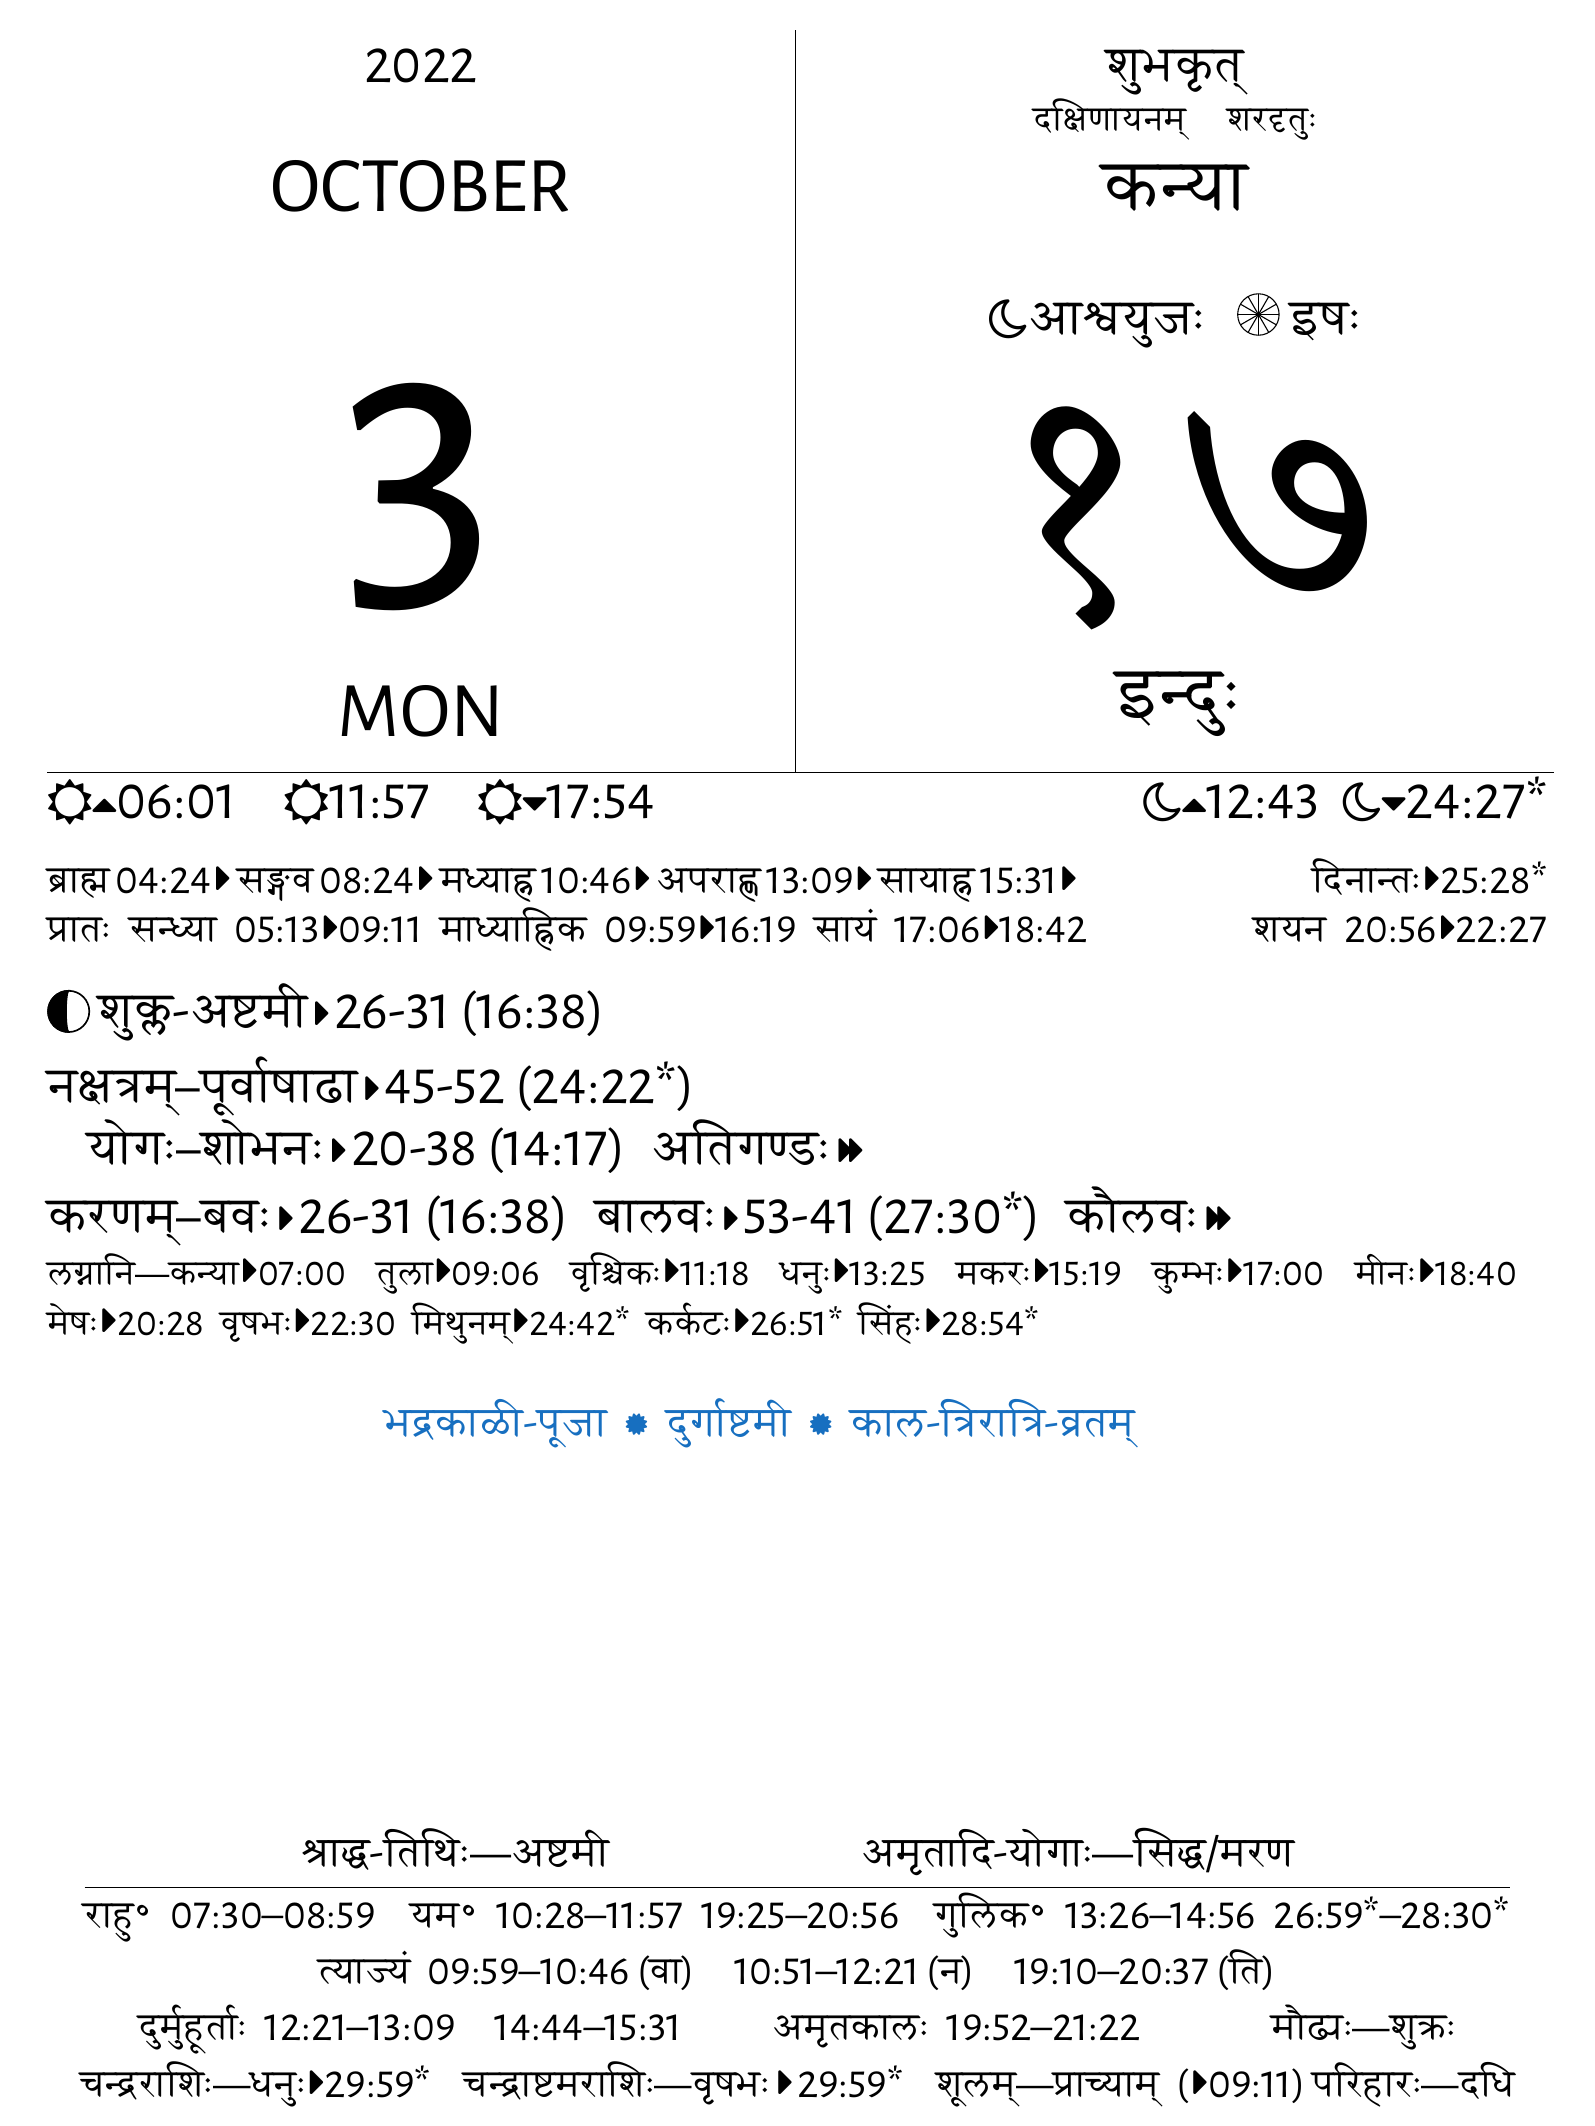 2022
OCTOBER
3
MON
शुभकृत्
दक्षिणायनम् शरदृतुः
कन्या
आश्वयुजः इषः
१७
इन्दुः
06:01 11:57 17:54 12:43 24:27*
ब्राह्म 04:24 सङ्गव 08:24 मध्याह्न 10:46 अपराह्ण 13:09 सायाह्न 15:31 दिनान्तः 25:28*
प्रातः सन्ध्या 05:13 09:11 माध्याह्निक 09:59 16:19 सायं 17:06 18:42 शयन 20:56 22:27
शुक्ल-अष्टमी 26-31 (16:38)
नक्षत्रम्–पूर्वाषाढा 45-52 (24:22*)
योगः–शोभनः 20-38 (14:17) अतिगण्डः
करणम्–बवः 26-31 (16:38) बालवः 53-41 (27:30*) कौलवः
लग्नानि—कन्या 07:00 तुला 09:06 वृश्चिकः 11:18 धनुः 13:25 मकरः 15:19 कुम्भः 17:00 मीनः 18:40
मेषः 20:28 वृषभः 22:30 मिथुनम् 24:42* कर्कटः 26:51* सिंहः 28:54*
भद्रकाळी-पूजा दुर्गाष्टमी काल-त्रिरात्रि-व्रतम्
श्राद्ध-तिथिः—अष्टमी अमृतादि-योगाः—सिद्ध/मरण
राहु॰ 07:30–08:59 यम॰ 10:28–11:57 19:25–20:56 गुलिक॰ 13:26–14:56 26:59*–28:30*
त्याज्यं 09:59–10:46 (वा) 10:51–12:21 (न) 19:10–20:37 (ति)
दुर्मुहूर्ताः 12:21–13:09 14:44–15:31 अमृतकालः 19:52–21:22 मौढ्यः—शुक्रः
चन्द्रराशिः—धनुः 29:59* चन्द्राष्टमराशिः—वृषभः 29:59* शूलम्—प्राच्याम् (09:11) परिहारः—दधि